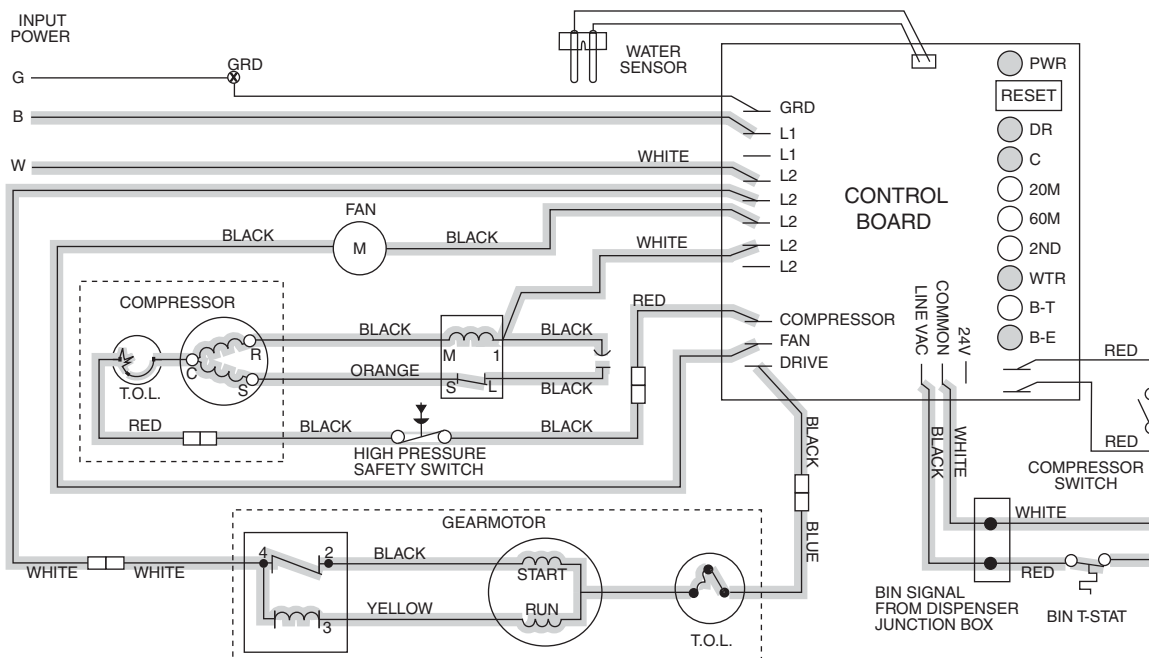 INPUT
POWER
G
GRD
B
W
WHITE
WATER
SENSOR
GRD
L1
L1
L2
L2
L2
L2
L2
COMPRESSOR
FAN
DRIVE
CONTROL
BOARD
PWR
RESET
DR
C
20M
60M
2ND
WTR
B-T
B-E
LINE VAC
COMMON
24V
FAN
BLACK
M
BLACK
WHITE
COMPRESSOR
R
C
S
T.O.L.
BLACK
M
1
BLACK
ORANGE
S
L
BLACK
RED
RED
BLACK
BLACK
HIGH PRESSURE
SAFETY SWITCH
RED
RED
COMPRESSOR
SWITCH
BLACK
BLUE
BLACK
WHITE
WHITE
RED
BIN SIGNAL
FROM DISPENSER
JUNCTION BOX
BIN T-STAT
GEARMOTOR
WHITE
WHITE
4
2
BLACK
START
YELLOW
RUN
3
T.O.L.